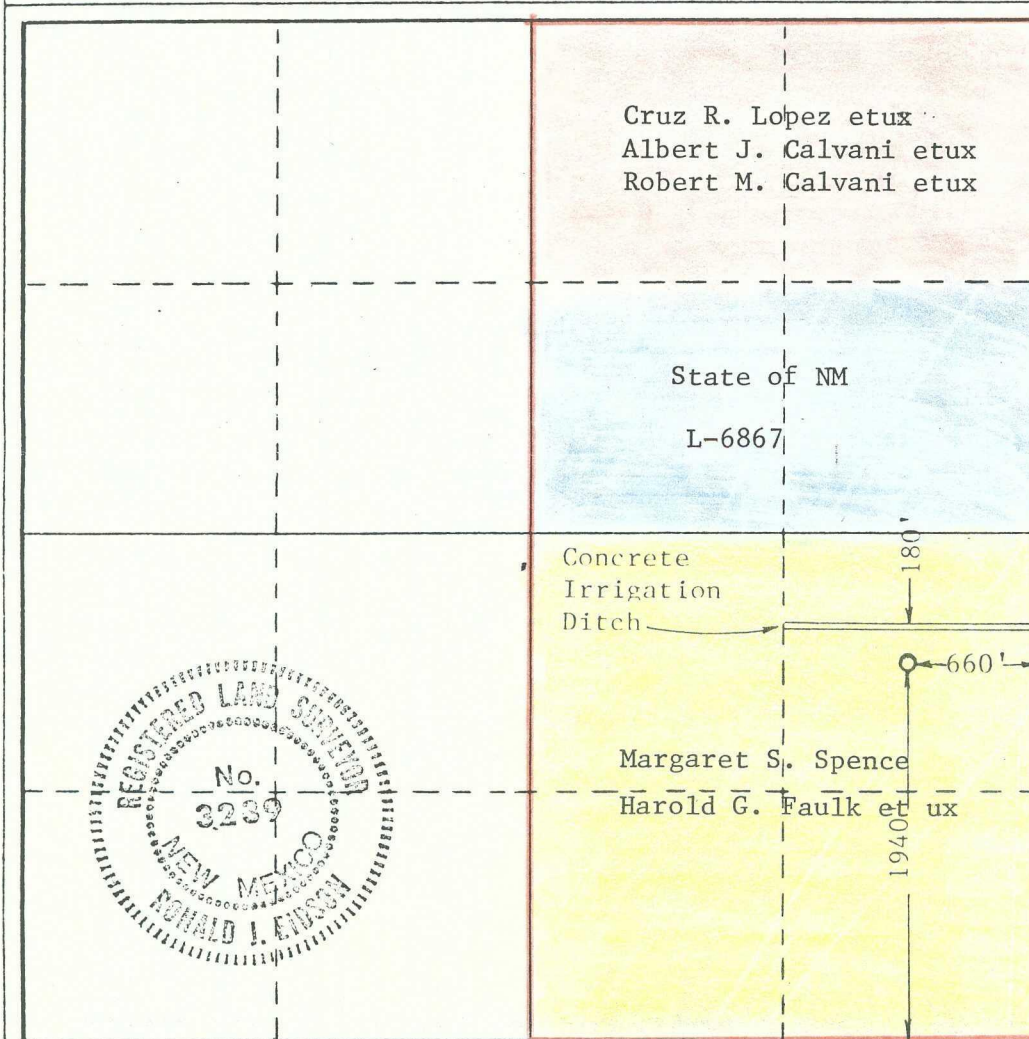 Cruz R. Lopez etux
Albert J. Calvani etux
Robert M. Calvani etux
State of NM
L-6867
180'
Concrete
Irrigation
Ditch
660'
Margaret S. Spence
Harold G. Faulk et ux
1940'
REGISTERED LAND SURVEYOR
No.
3239
NEW MEXICO
RONALD J. EIDSON